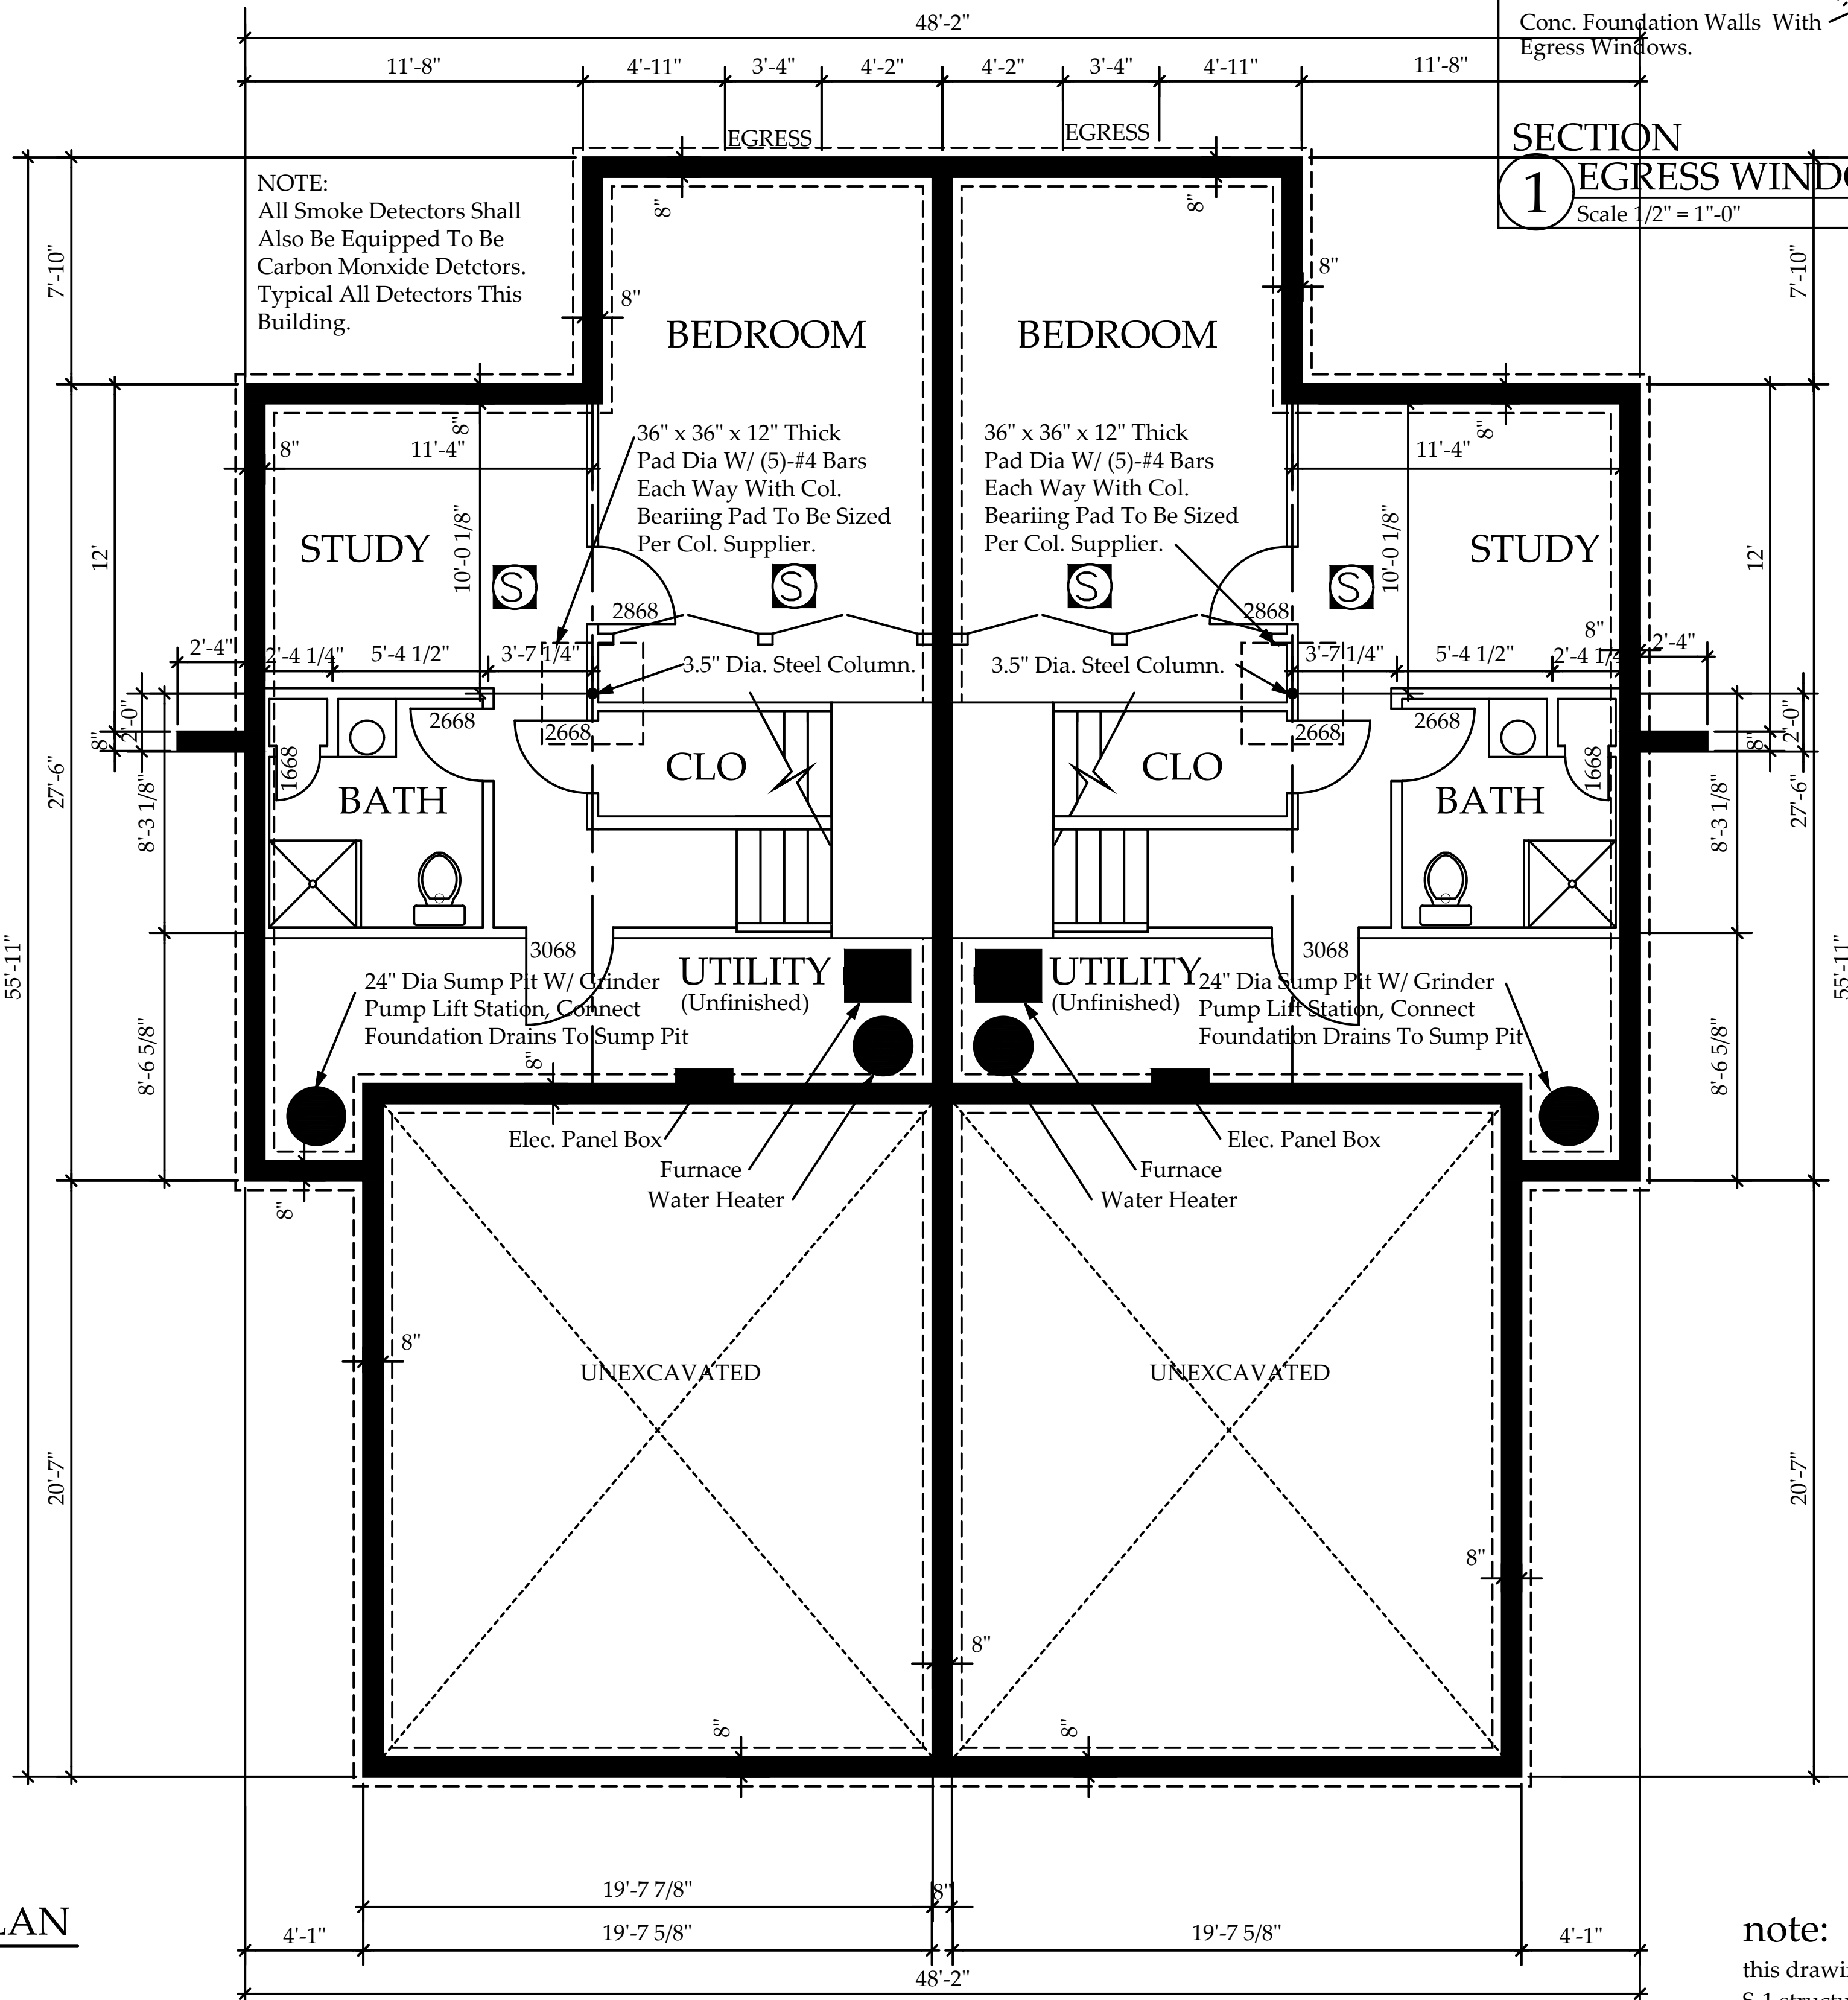 48'-2"
Conc. Foundation Walls With
Egress Windows.
11'-8"
4'-11"
3'-4"
4'-2"
4'-2"
3'-4"
4'-11"
11'-8"
EGRESS
EGRESS
SECTION
1
Scale 1/2" = 1"-0"
NOTE:
All Smoke Detectors Shall
Also Be Equipped To Be
Carbon Monxide Detctors.
Typical All Detectors This
Building.
8"
8"
7'-10"
7'-10"
8"
8"
BEDROOM
BEDROOM
8"
8"
8"
11'-4"
11'-4"
36" x 36" x 12" Thick
Pad Dia W/ (5)-#4 Bars
Each Way With Col.
Beariing Pad To Be Sized
Per Col. Supplier.
36" x 36" x 12" Thick
Pad Dia W/ (5)-#4 Bars
Each Way With Col.
Beariing Pad To Be Sized
Per Col. Supplier.
12'
STUDY
10'-0 1/8"
10'-0 1/8"
STUDY
12'
S
S
S
S
2868
2868
8"
2'-4"
2'-4 1/4"
5'-4 1/2"
3'-7 1/4"
3.5" Dia. Steel Column.
3.5" Dia. Steel Column.
3'-7 1/4"
5'-4 1/2"
2'-4 1/4"
2'-4"
8"
2'-0"
2668
2668
2668
2668
2'-0"
8"
1668
1668
CLO
CLO
27'-6"
8'-3 1/8"
BATH
BATH
8'-3 1/8"
27'-6"
3068
3068
55'-11"
55'-11"
24" Dia Sump Pit W/ Grinder
Pump Lift Station, Connect
Foundation Drains To Sump Pit
UTILITY
(Unfinished)
UTILITY
(Unfinished)
24" Dia Sump Pit W/ Grinder
Pump Lift Station, Connect
Foundation Drains To Sump Pit
8'-6 5/8"
8"
8'-6 5/8"
Elec. Panel Box
Elec. Panel Box
Furnace
Furnace
Water Heater
Water Heater
8"
8"
UNEXCAVATED
UNEXCAVATED
20'-7"
20'-7"
8"
8"
8"
8"
19'-7 7/8"
8"
4'-1"
19'-7 5/8"
19'-7 5/8"
4'-1"
48'-2"
note: